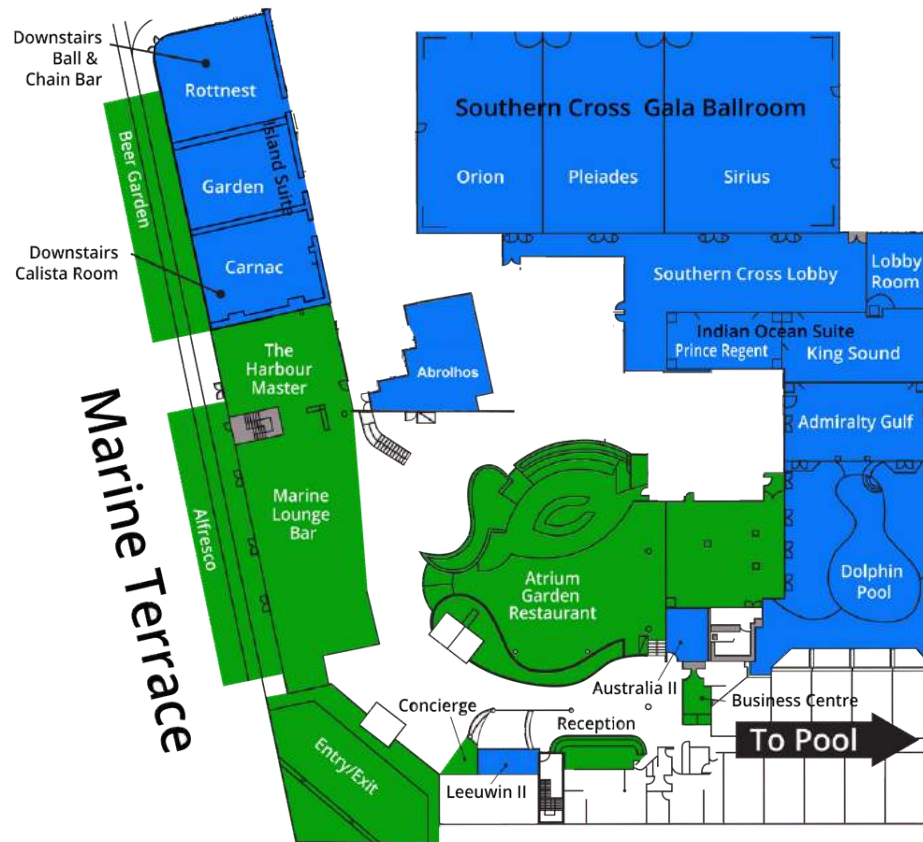 Downstairs
Ball &
Chain Bar
Rottnest
Beer Garden
Island Suite
Garden
Downstairs
Calista Room
Carnac
Southern Cross Gala Ballroom
Orion
Pleiades
Sirius
Southern Cross Lobby
Lobby
Room
Indian Ocean Suite
Prince Regent
King Sound
The
Harbour
Master
Abrolhos
Admiralty Gulf
Marine Terrace
Alfresco
Marine
Lounge
Bar
Atrium
Garden
Restaurant
Dolphin
Pool
Australia II
Business Centre
Concierge
Reception
To Pool
Entry/Exit
Leeuwin II